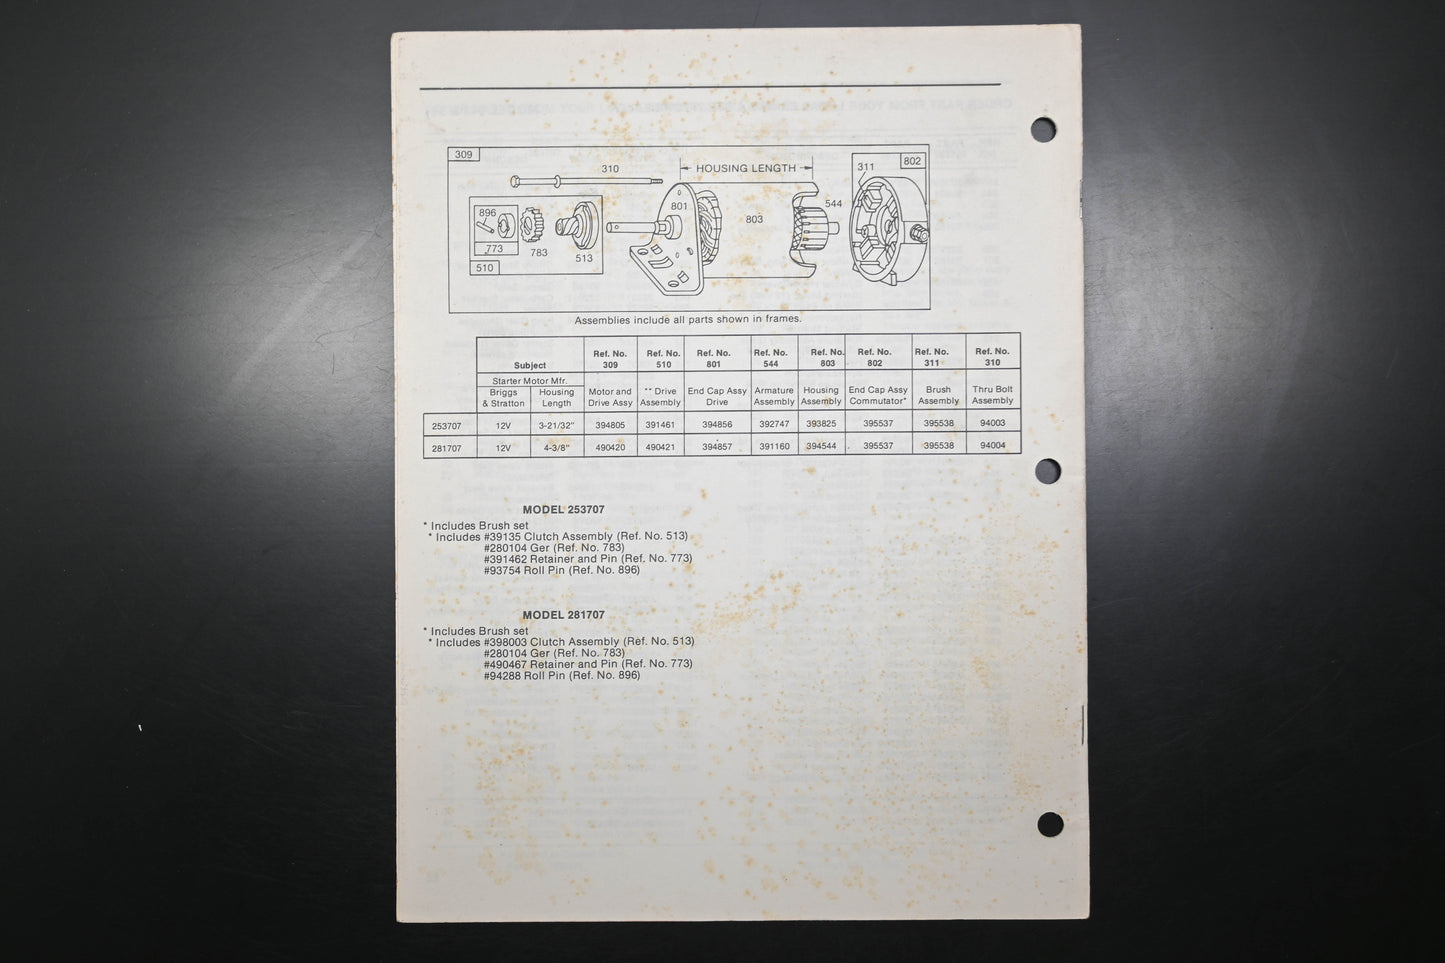 309
310
HOUSING LENGTH
311
802
896
773
510
783
513
801
803
544
Assemblies include all parts shown in frames.
Subject Ref. No. 309 Ref. No. 510 Ref. No. 801 Ref. No. 544 Ref. No. 803 Ref. No. 802 Ref. No. 311 Ref. No. 310
Starter Motor Mfr.
Briggs & Stratton Housing Length Motor and Drive Assy ** Drive Assembly End Cap Assy Drive Armature Assembly Housing Assembly End Cap Assy Commutator* Brush Assembly Thru Bolt Assembly
253707 12V 3-21/32" 394805 391461 394856 392747 393825 395537 395538 94003
281707 12V 4-3/8" 490420 490421 394857 391160 394544 395537 395538 94004
MODEL 253707
* Includes Brush set
* Includes #39135 Clutch Assembly (Ref. No. 513)
#280104 Ger (Ref. No. 783)
#391462 Retainer and Pin (Ref. No. 773)
#93754 Roll Pin (Ref. No. 896)
MODEL 281707
* Includes Brush set
* Includes #398003 Clutch Assembly (Ref. No. 513)
#280104 Ger (Ref. No. 783)
#490467 Retainer and Pin (Ref. No. 773)
#94288 Roll Pin (Ref. No. 896)